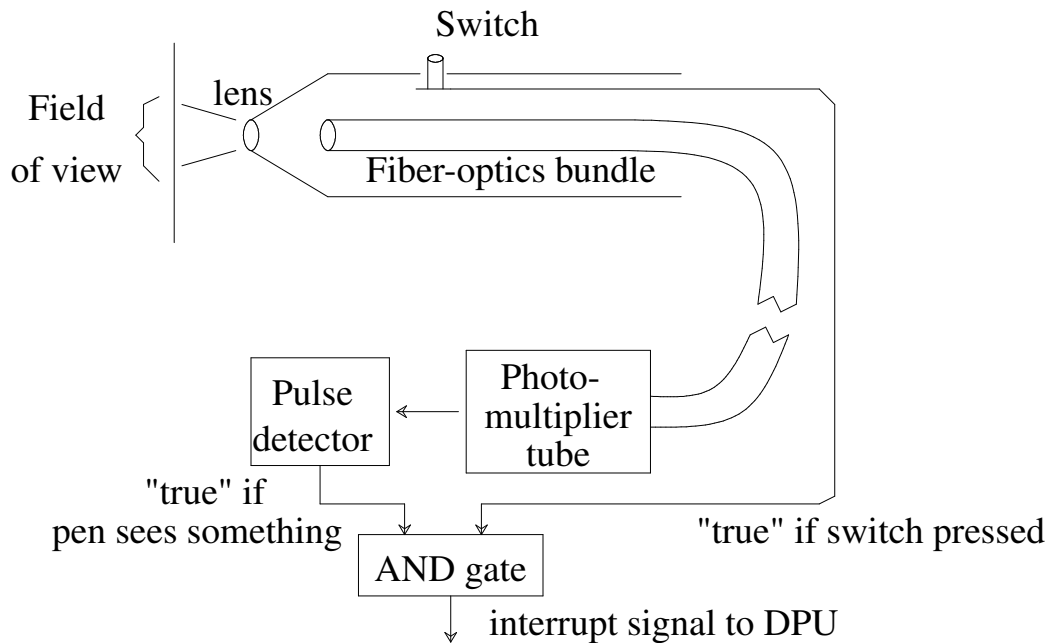 Switch
lens
Field
of view
Fiber-optics bundle
Photo-
multiplier
tube
Pulse
detector
"true" if
pen sees something
"true" if switch pressed
AND gate
interrupt signal to DPU